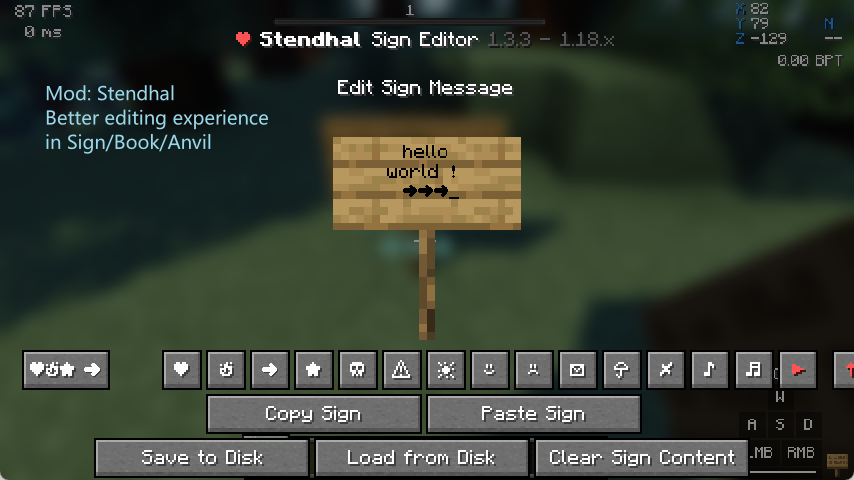 87 FPS
0 ms
1
X 82
Y 79 N
Z -129 --
0.00 BPT
Stendhal Sign Editor 1.3.3 - 1.18.x
Edit Sign Message
Mod: Stendhal
Better editing experience
in Sign/Book/Anvil
hello
world !
➜➜➜_
W
Copy Sign Paste Sign
A S D
Save to Disk Load from Disk Clear Sign Content
LMB RMB